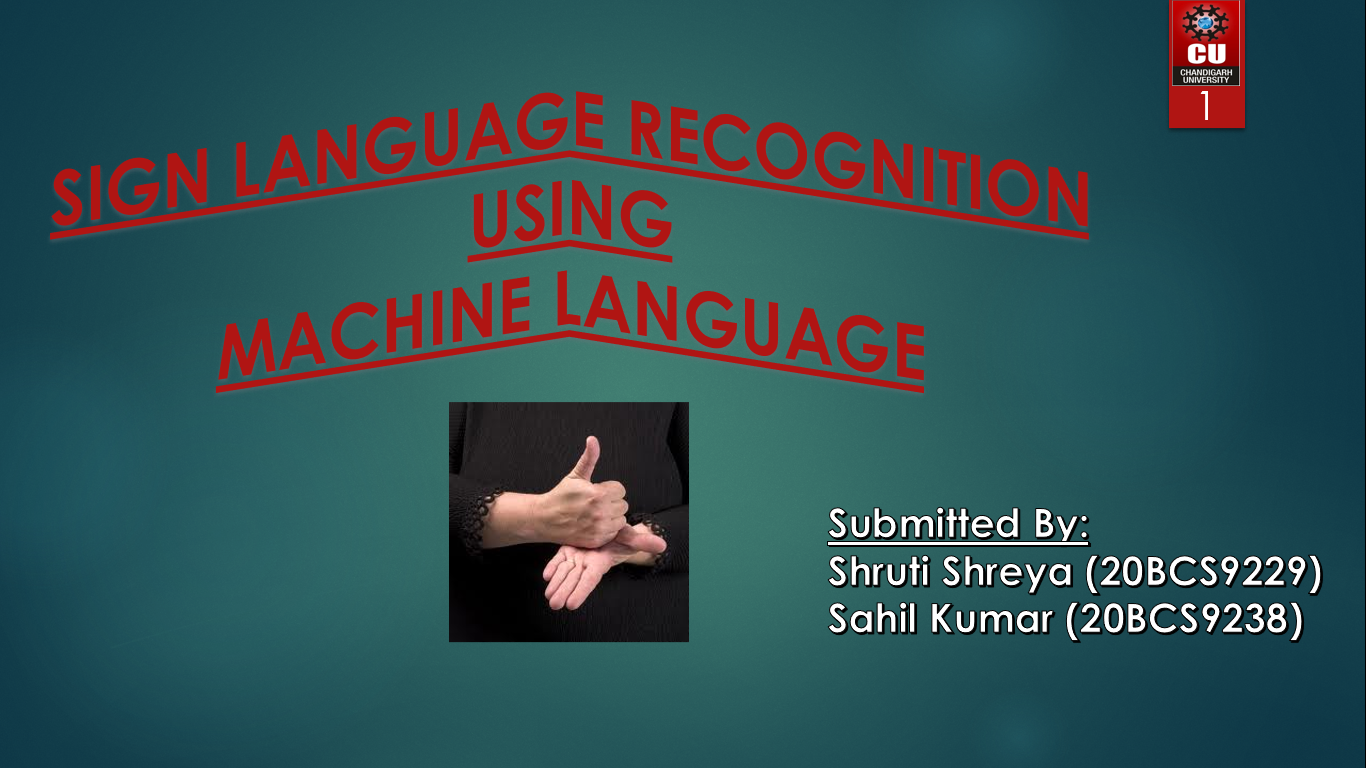 CU
CHANDIGARH
UNIVERSITY
1
SIGN LANGUAGE RECOGNITION
USING
MACHINE LANGUAGE
Submitted By:
Shruti Shreya (20BCS9229)
Sahil Kumar (20BCS9238)